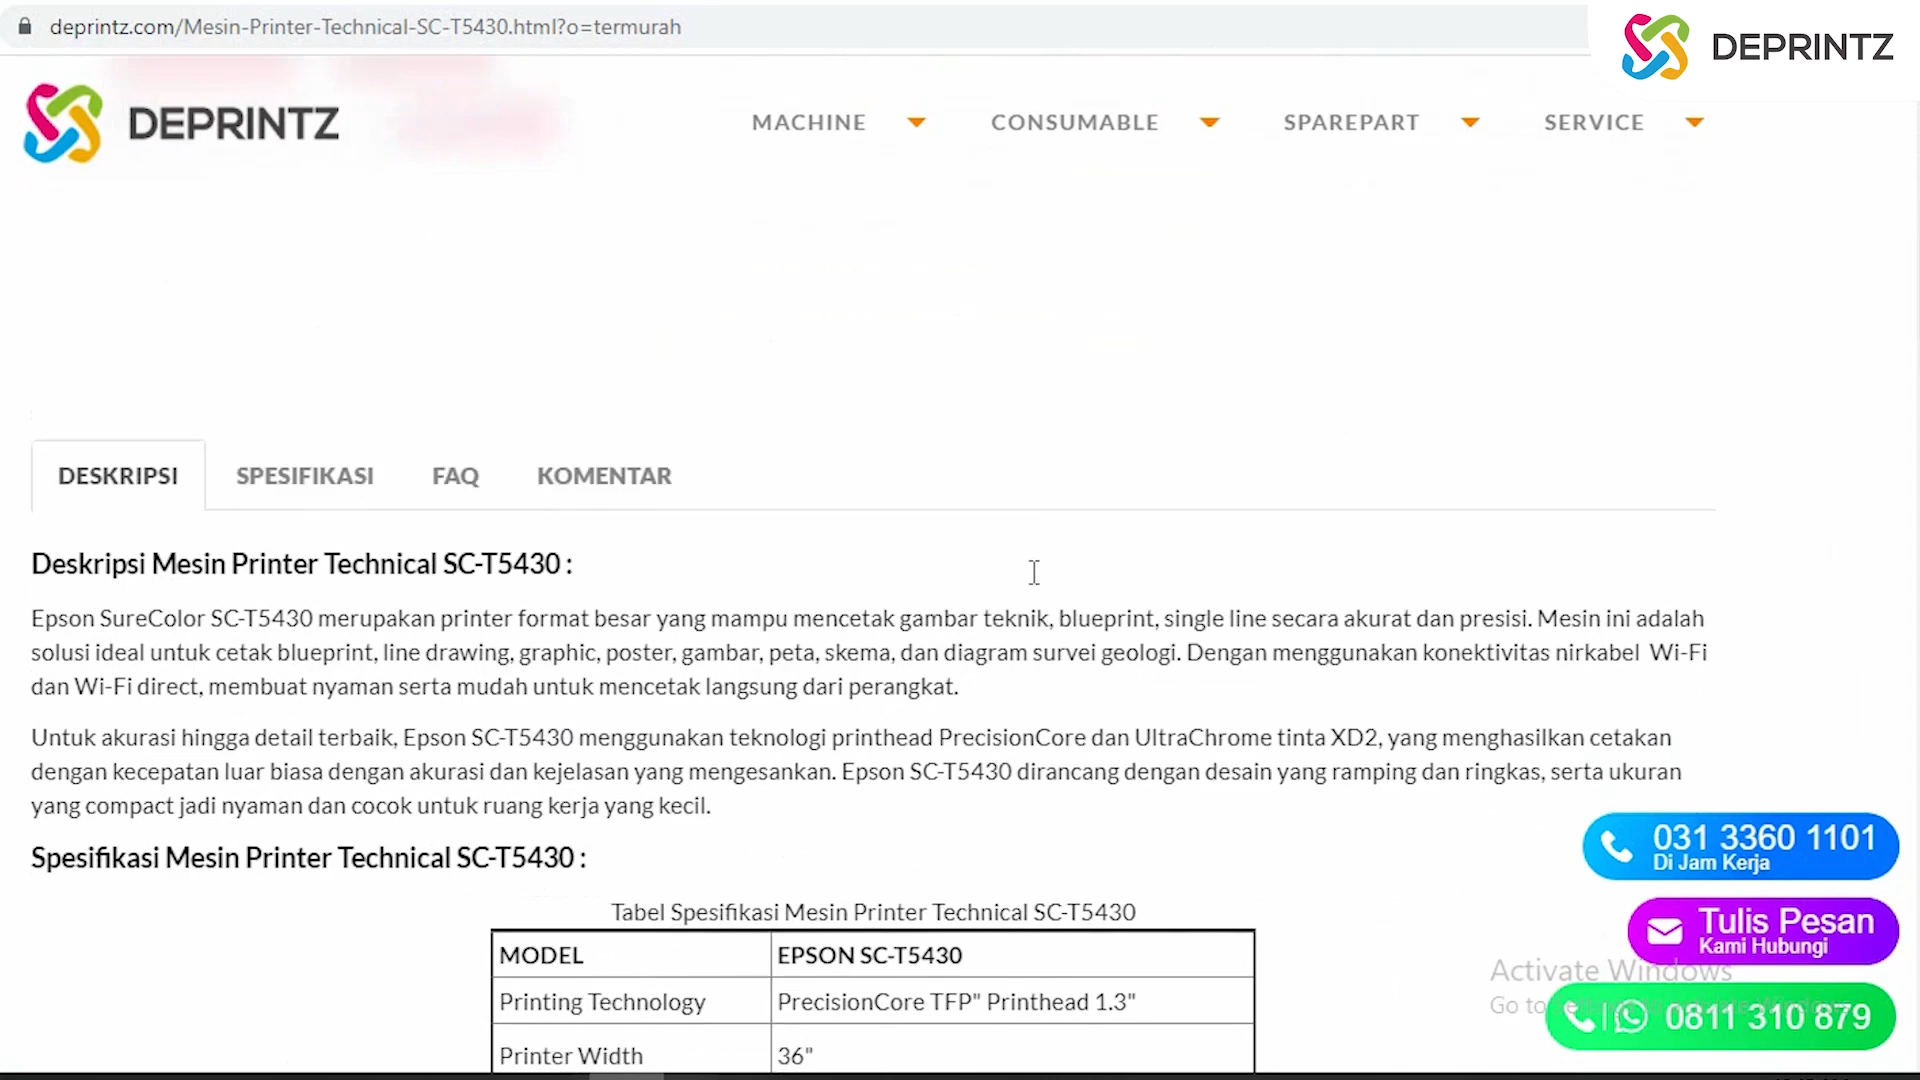 deprintz.com/Mesin-Printer-Technical-SC-T5430.html?o=termurah
DEPRINTZ
DEPRINTZ
MACHINE
CONSUMABLE
SPAREPART
SERVICE
DESKRIPSI
SPESIFIKASI
FAQ
KOMENTAR
Deskripsi Mesin Printer Technical SC-T5430 :
Epson SureColor SC-T5430 merupakan printer format besar yang mampu mencetak gambar teknik, blueprint, single line secara akurat dan presisi. Mesin ini adalah
solusi ideal untuk cetak blueprint, line drawing, graphic, poster, gambar, peta, skema, dan diagram survei geologi. Dengan menggunakan konektivitas nirkabel Wi-Fi
dan Wi-Fi direct, membuat nyaman serta mudah untuk mencetak langsung dari perangkat.
Untuk akurasi hingga detail terbaik, Epson SC-T5430 menggunakan teknologi printhead PrecisionCore dan UltraChrome tinta XD2, yang menghasilkan cetakan
dengan kecepatan luar biasa dengan akurasi dan kejelasan yang mengesankan. Epson SC-T5430 dirancang dengan desain yang ramping dan ringkas, serta ukuran
yang compact jadi nyaman dan cocok untuk ruang kerja yang kecil.
Spesifikasi Mesin Printer Technical SC-T5430 :
Tabel Spesifikasi Mesin Printer Technical SC-T5430
MODEL
EPSON SC-T5430
Printing Technology
PrecisionCore TFP" Printhead 1.3"
Printer Width
36"
031 3360 1101
Di Jam Kerja
Tulis Pesan
Kami Hubungi
Activate Windows
Go to
0811 310 879